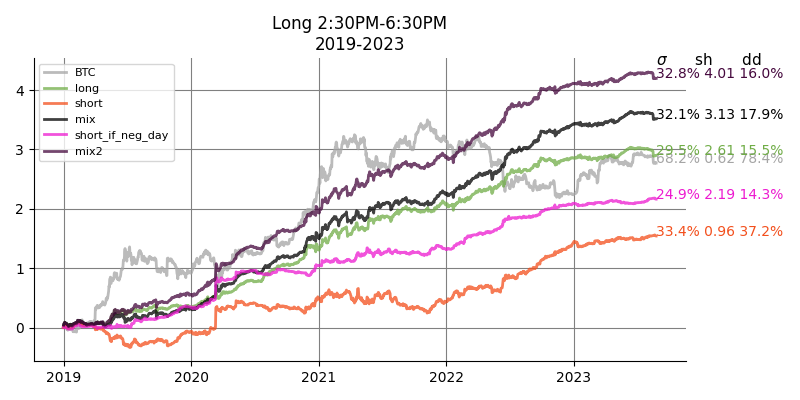 Long 2:30PM-6:30PM
2019-2023
σ sh dd
BTC
long
short
mix
short_if_neg_day
mix2
32.8% 4.01 16.0%
32.1% 3.13 17.9%
29.5% 2.61 15.5%
68.2% 0.62 78.4%
24.9% 2.19 14.3%
33.4% 0.96 37.2%
4
3
2
1
0
2019 2020 2021 2022 2023